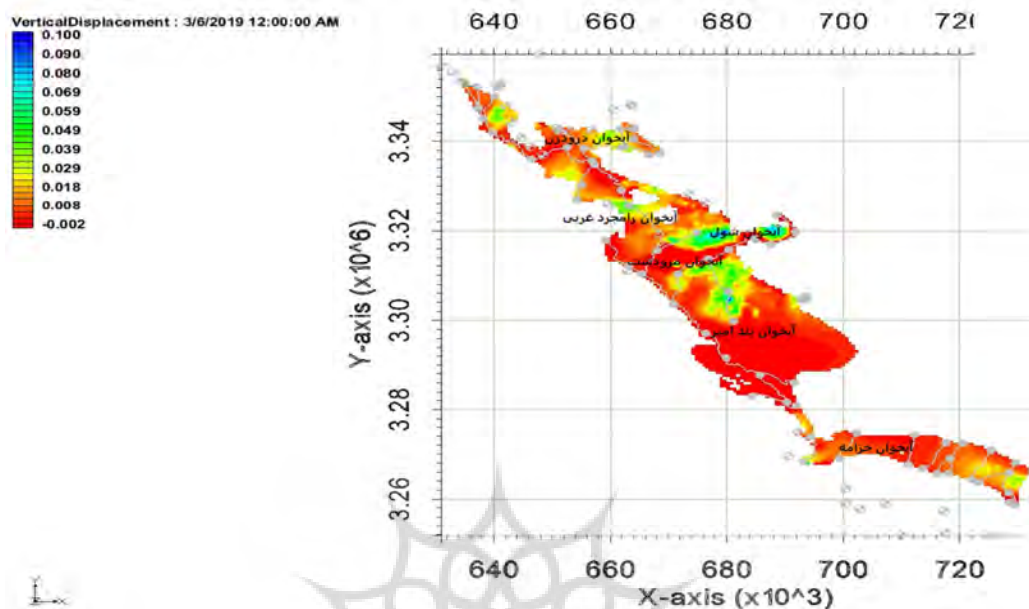 VerticalDisplacement : 3/6/2019 12:00:00 AM
0.100
0.090
0.080
0.069
0.059
0.049
0.039
0.029
0.018
0.008
-0.002
640 660 680 700 720
3.34
3.32
3.30
3.28
3.26
Y-axis (x10^6)
آبخوان درودزن
آبخوان رامجرد غربی
آبخوان شول
آبخوان مرودشت
آبخوان بند امیر
آبخوان خرامه
640 660 680 700 720
X-axis (x10^3)
Y
X